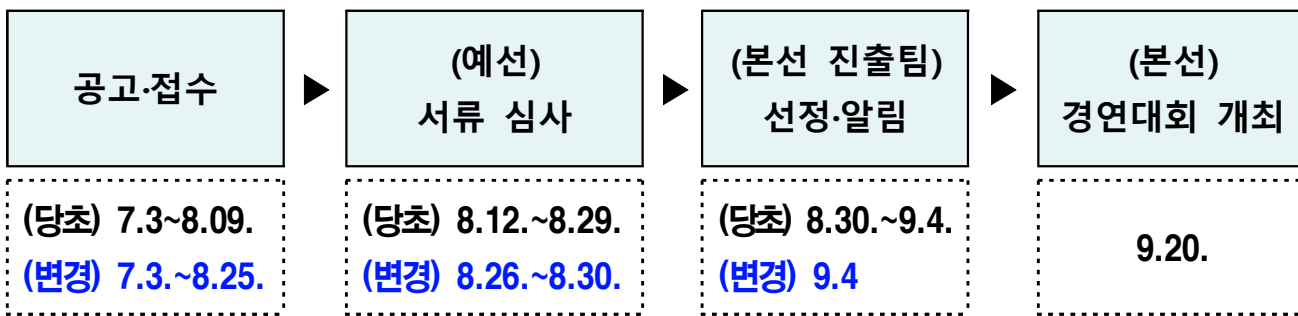 공고·접수
(예선)
서류 심사
(본선 진출팀)
선정·알림
(본선)
경연대회 개최
(당초) 7.3~8.09.
(변경) 7.3.~8.25.
(당초) 8.12.~8.29.
(변경) 8.26.~8.30.
(당초) 8.30.~9.4.
(변경) 9.4
9.20.